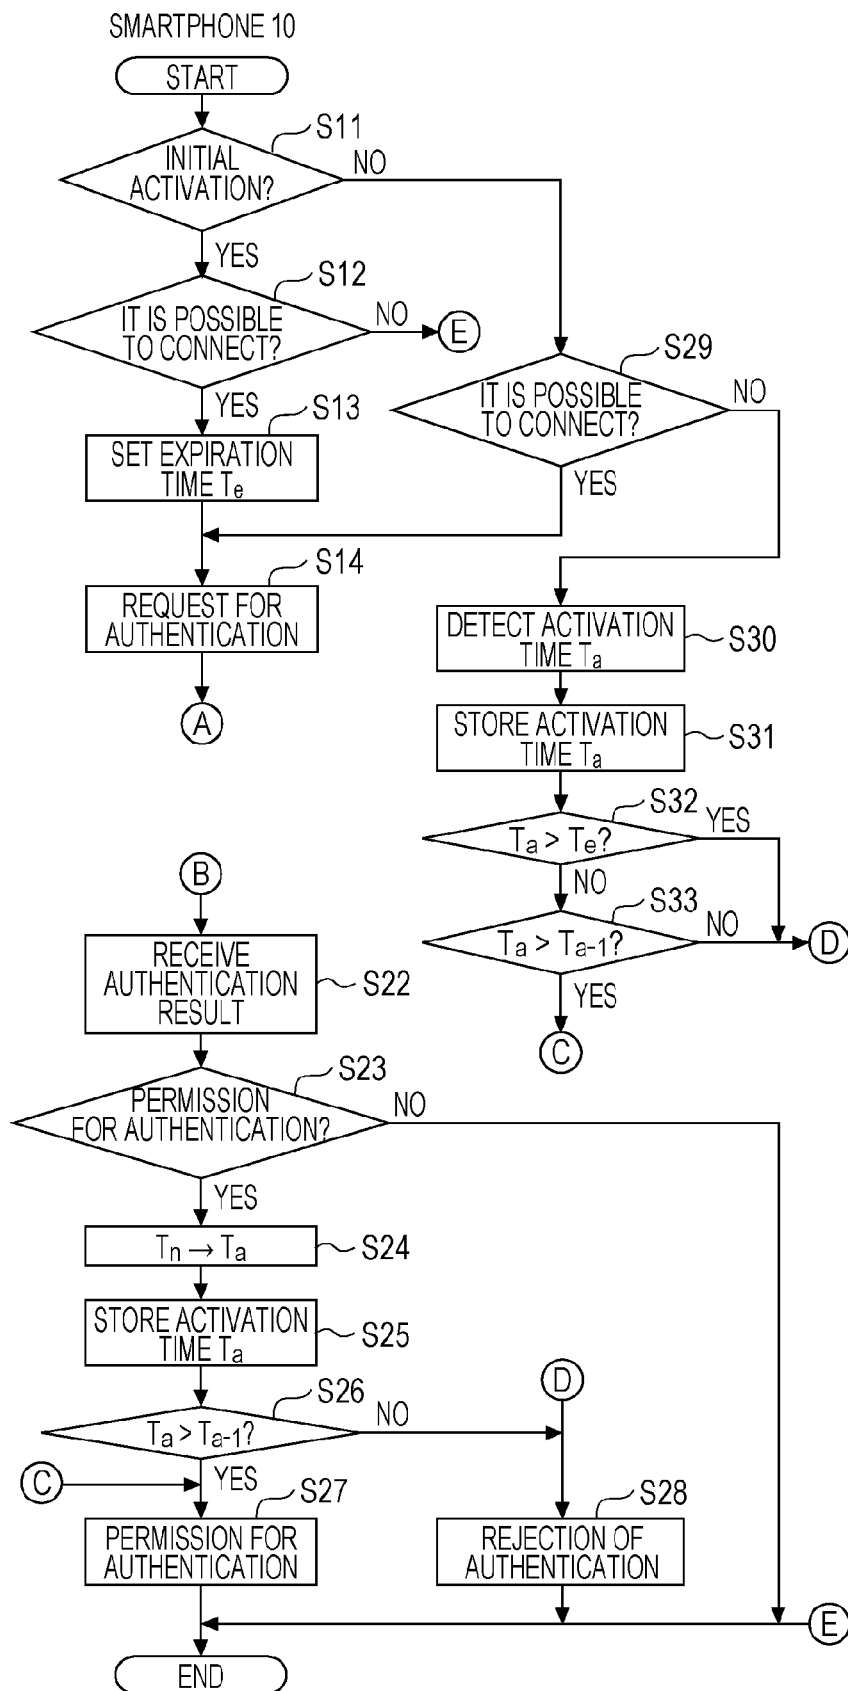 SMARTPHONE 10
START
S11
INITIAL
ACTIVATION?
NO
YES
S12
IT IS POSSIBLE
TO CONNECT?
NO
E
YES
S29
IT IS POSSIBLE
TO CONNECT?
NO
YES
S13
SET EXPIRATION
TIME Te
S14
REQUEST FOR
AUTHENTICATION
A
DETECT ACTIVATION
TIME Ta
S30
STORE ACTIVATION
TIME Ta
S31
S32
Ta > Te?
YES
NO
S33
Ta > Ta-1?
NO
D
YES
C
B
RECEIVE
AUTHENTICATION
RESULT
S22
S23
PERMISSION
FOR AUTHENTICATION?
NO
YES
Tn → Ta
S24
STORE ACTIVATION
TIME Ta
S25
S26
Ta > Ta-1?
NO
D
YES
C
S27
PERMISSION FOR
AUTHENTICATION
S28
REJECTION OF
AUTHENTICATION
E
END